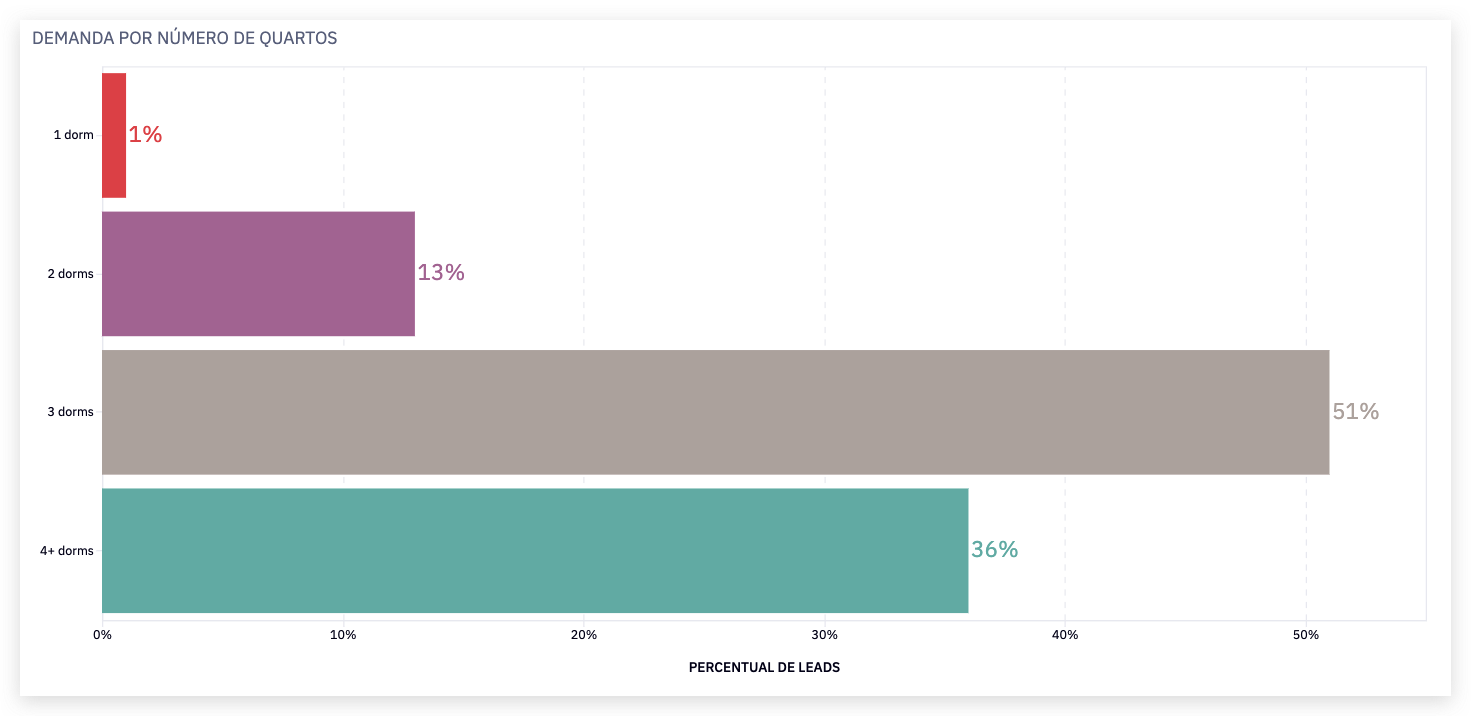 DEMANDA POR NÚMERO DE QUARTOS
1 dorm
1%
2 dorms
13%
3 dorms
51%
4+ dorms
36%
0% 10% 20% 30% 40% 50%
PERCENTUAL DE LEADS